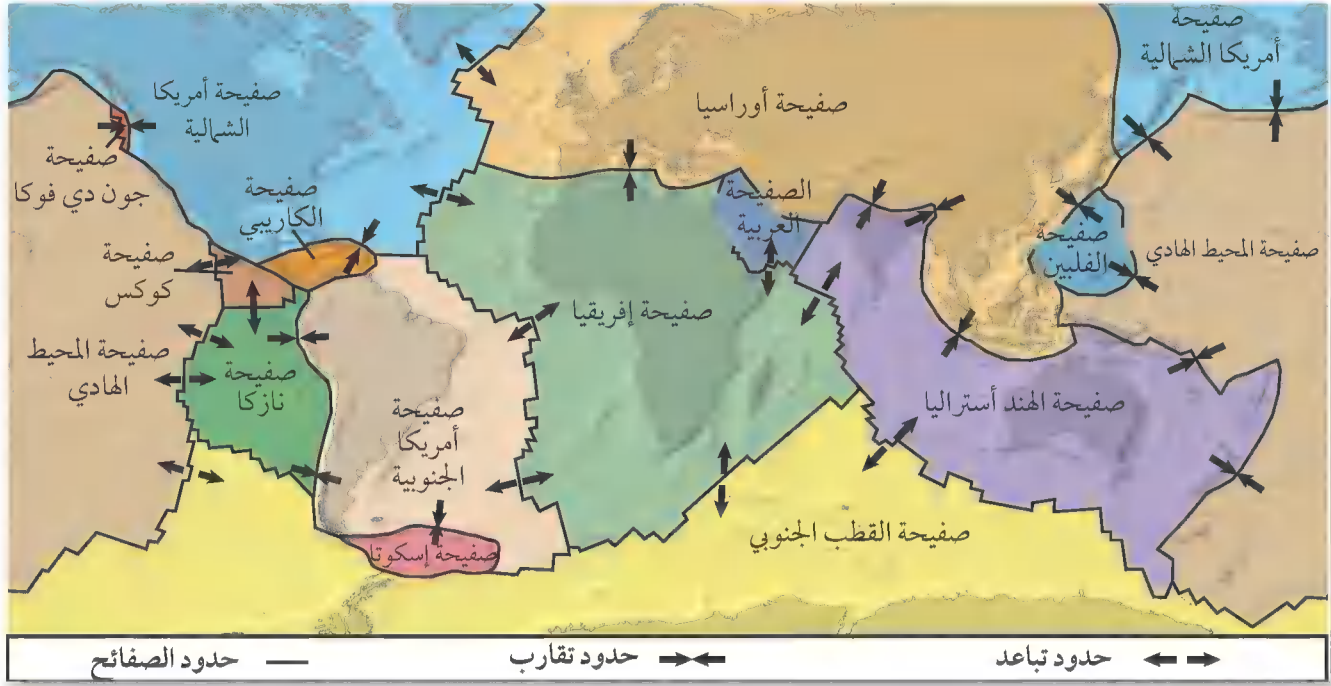 صفيحة
أمريكا الشمالية
صفيحة أوراسيا
صفيحة أمريكا
الشمالية
صفيحة
جون دي فوكا
صفيحة
الكاريبي
الصفيحة
العربية
صفيحة
الفلبين
صفيحة المحيط الهادي
صفيحة
كوكس
صفيحة إفريقيا
صفيحة المحيط
الهادي
صفيحة
نازكا
صفيحة
أمريكا
الجنوبية
صفيحة الهند أستراليا
صفيحة القطب الجنوبي
صفيحة إسكوتا
حدود تباعد
حدود تقارب
حدود الصفائح